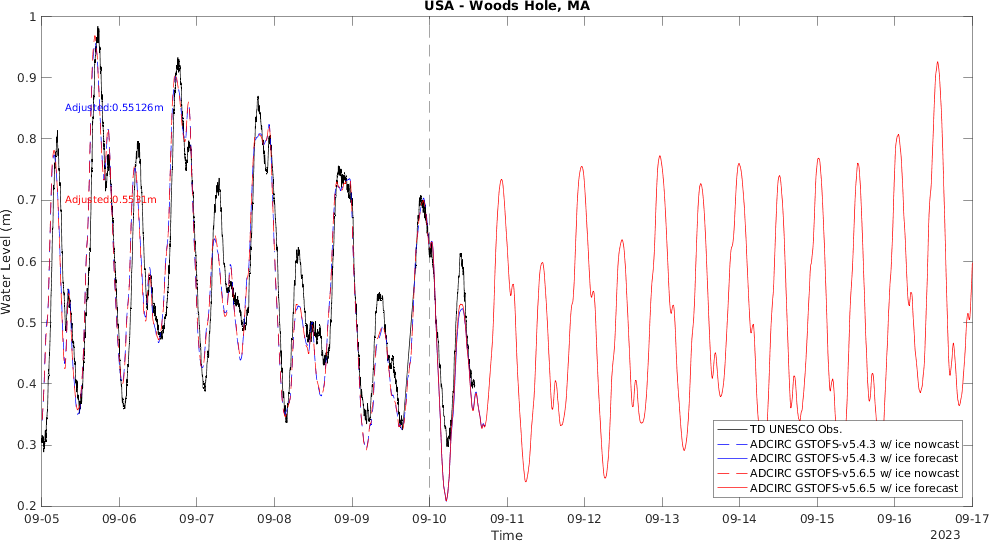 USA - Woods Hole, MA
1
0.9
0.8
0.7
0.6
0.5
0.4
0.3
0.2
Water Level (m)
Adjusted:0.55126m
Adjusted:0.5531m
TD UNESCO Obs.
ADCIRC GSTOFS-v5.4.3 w/ ice nowcast
ADCIRC GSTOFS-v5.4.3 w/ ice forecast
ADCIRC GSTOFS-v5.6.5 w/ ice nowcast
ADCIRC GSTOFS-v5.6.5 w/ ice forecast
09-05 09-06 09-07 09-08 09-09 09-10 09-11 09-12 09-13 09-14 09-15 09-16 09-17
Time
2023